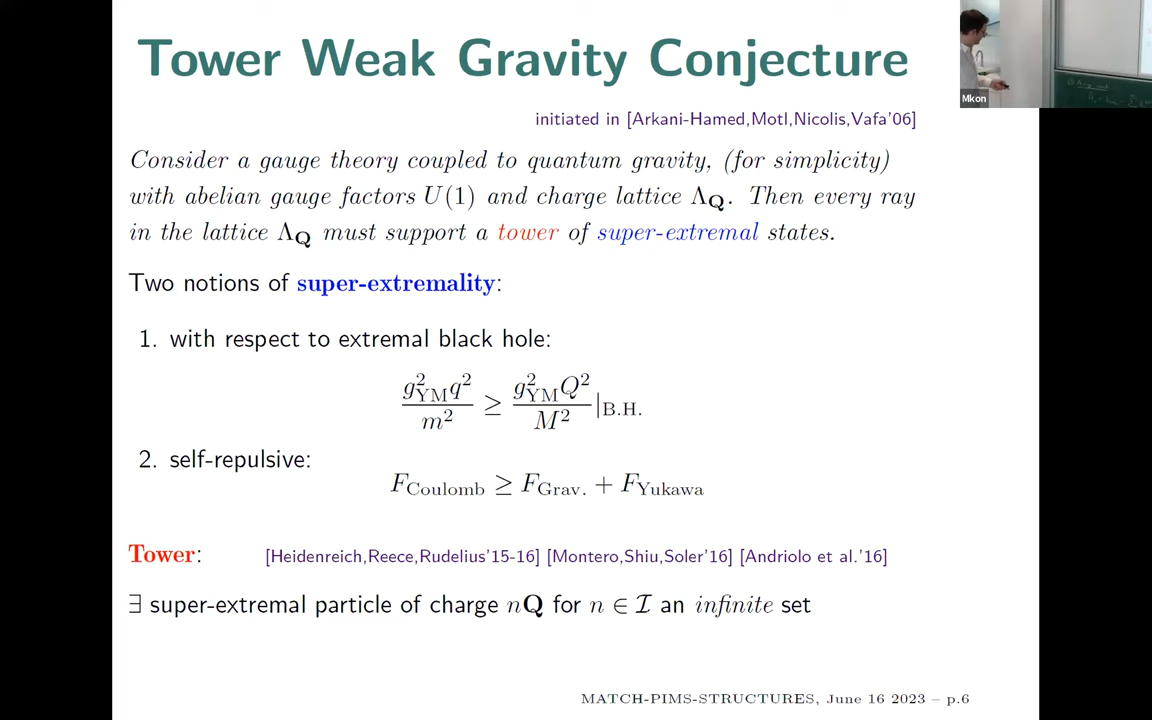 Tower Weak Gravity Conjecture
initiated in [Arkani-Hamed,Motl,Nicolis,Vafa'06]
Consider a gauge theory coupled to quantum gravity, (for simplicity)
with abelian gauge factors U(1) and charge lattice Λ_Q. Then every ray
in the lattice Λ_Q must support a tower of super-extremal states.
Two notions of super-extremality:
1. with respect to extremal black hole:
g²_YM q² / m² ≥ g²_YM Q² / M² |_B.H.
2. self-repulsive:
F_Coulomb ≥ F_Grav. + F_Yukawa
Tower: [Heidenreich,Reece,Rudelius'15-16] [Montero,Shiu,Soler'16] [Andriolo et al.'16]
∃ super-extremal particle of charge nQ for n ∈ I an infinite set
MATCH-PIMS-STRUCTURES, June 16 2023 – p.6
Mkon